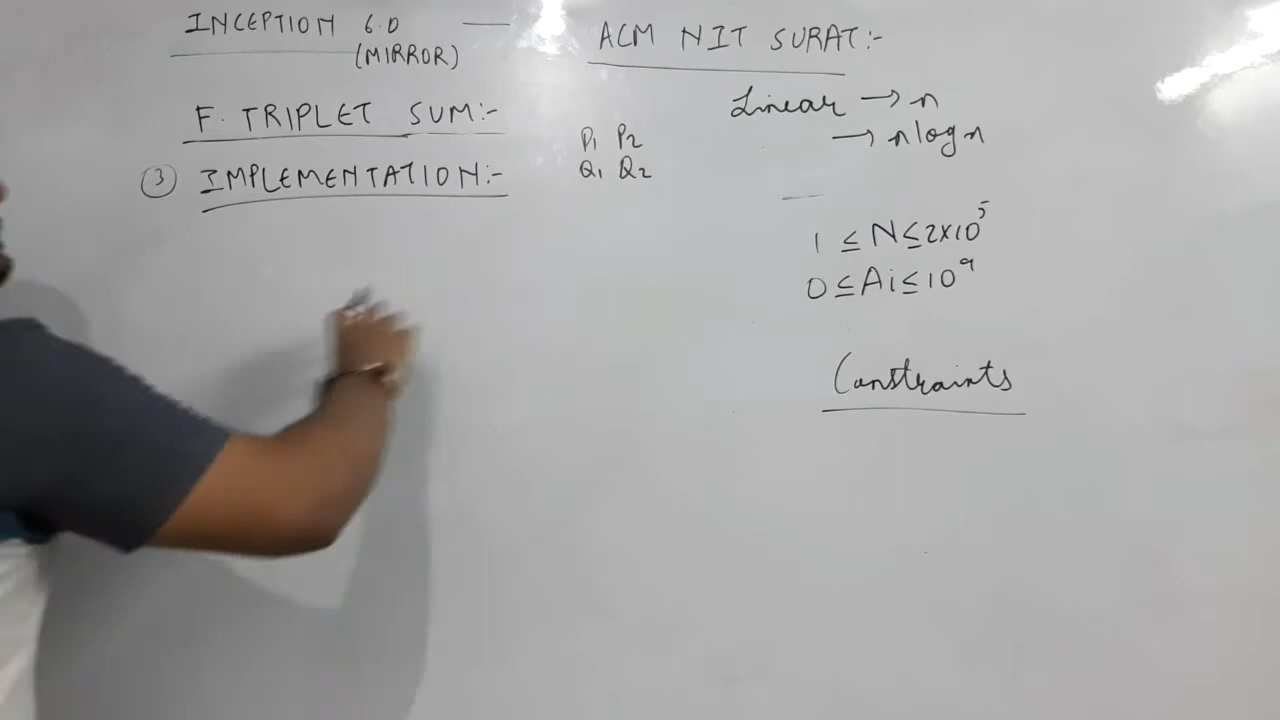 INCEPTION 6.0 — ACM NIT SURAT:-
(MIRROR)
F. TRIPLET SUM:-
Linear → n
→ n log n
P1 P2
Q1 Q2
③ IMPLEMENTATION:-
1 ≤ N ≤ 2x10^5
0 ≤ Ai ≤ 10^9
Constraints